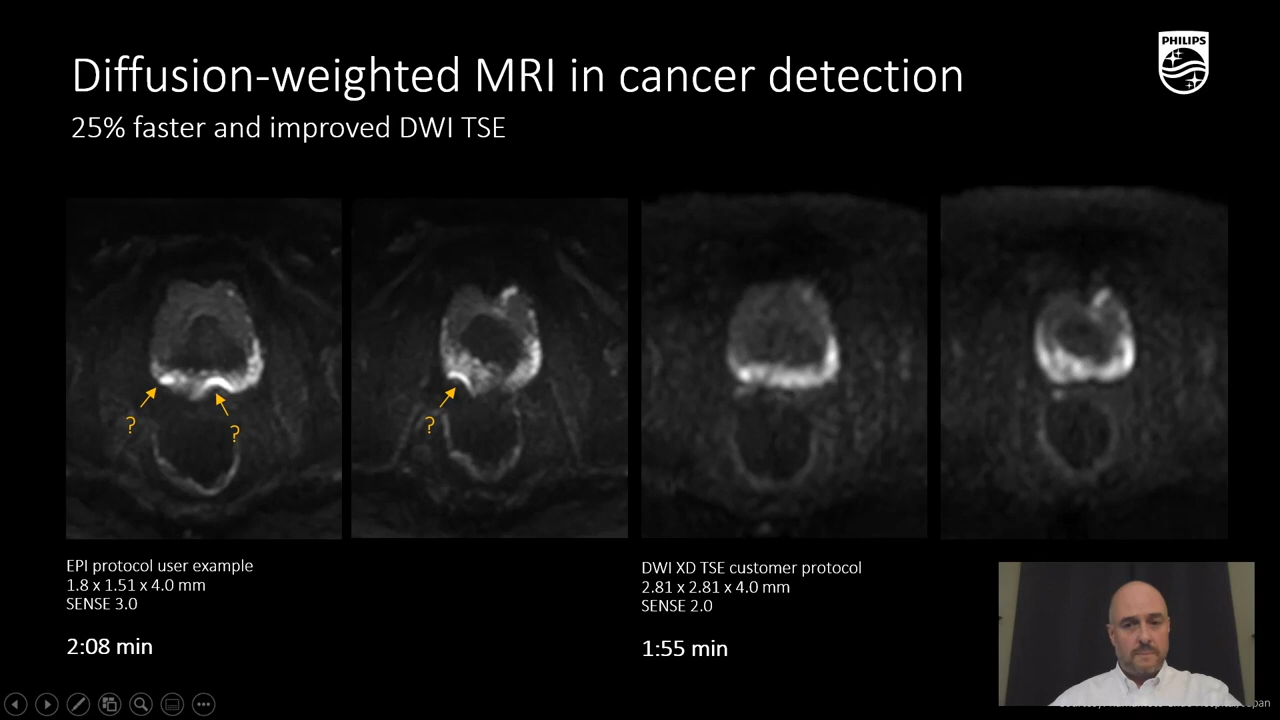 Diffusion-weighted MRI in cancer detection
PHILIPS
25% faster and improved DWI TSE
?
?
?
EPI protocol user example
1.8 x 1.51 x 4.0 mm
SENSE 3.0
2:08 min
DWI XD TSE customer protocol
2.81 x 2.81 x 4.0 mm
SENSE 2.0
1:55 min